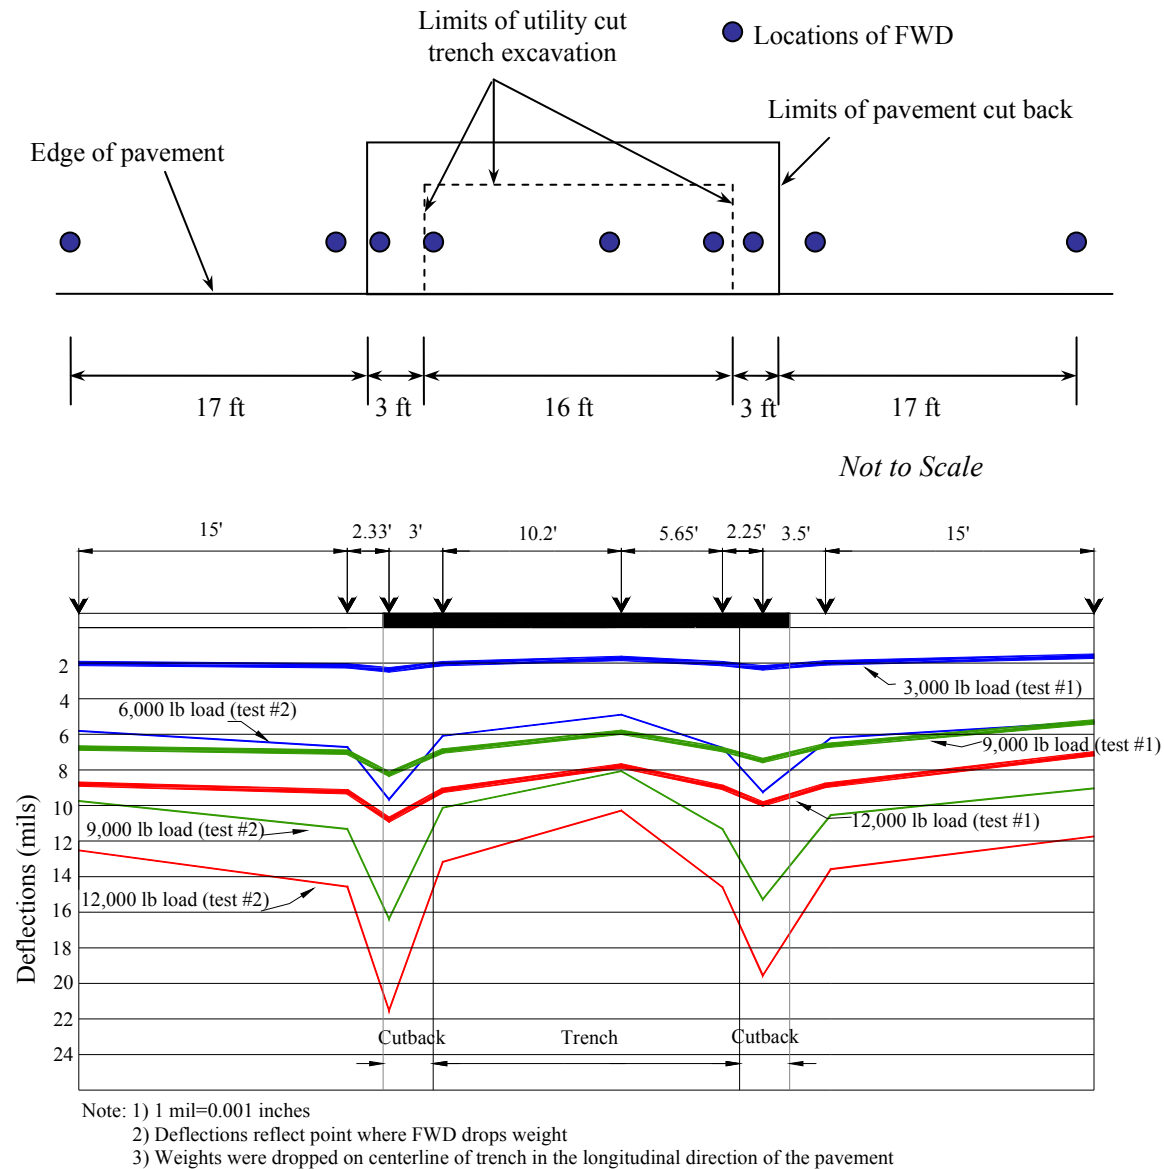 Limits of utility cut
trench excavation
Locations of FWD
Limits of pavement cut back
Edge of pavement
17 ft
3 ft
16 ft
3 ft
17 ft
Not to Scale
15'
2.33'
3'
10.2'
5.65'
2.25'
3.5'
15'
Deflections (mils)
2
4
6
8
10
12
14
16
18
20
22
24
3,000 lb load (test #1)
6,000 lb load (test #2)
9,000 lb load (test #1)
12,000 lb load (test #1)
9,000 lb load (test #2)
12,000 lb load (test #2)
Cutback
Trench
Cutback
Note: 1) 1 mil=0.001 inches
2) Deflections reflect point where FWD drops weight
3) Weights were dropped on centerline of trench in the longitudinal direction of the pavement